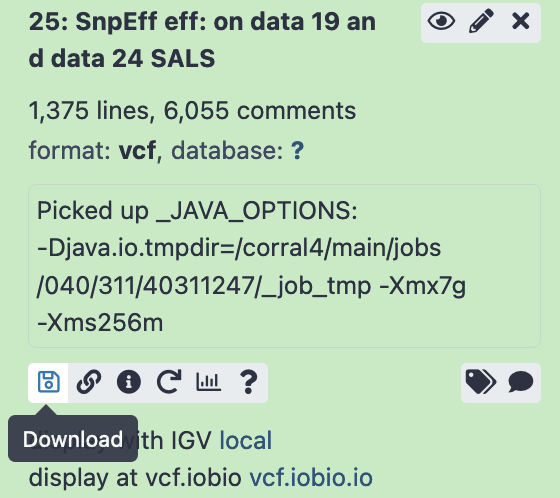 25: SnpEff eff: on data 19 an
d data 24 SALS
1,375 lines, 6,055 comments
format: vcf, database: ?
Picked up _JAVA_OPTIONS:
-Djava.io.tmpdir=/corral4/main/jobs
/040/311/40311247/_job_tmp -Xmx7g
-Xms256m
?
Download
with IGV local
display at vcf.iobio vcf.iobio.io